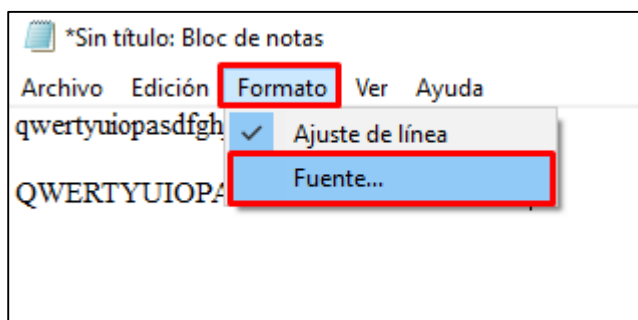 *Sin título: Bloc de notas
Archivo Edición Formato Ver Ayuda
qwertyuiopasdfgh
Ajuste de línea
QWERTYUIOPA
Fuente...